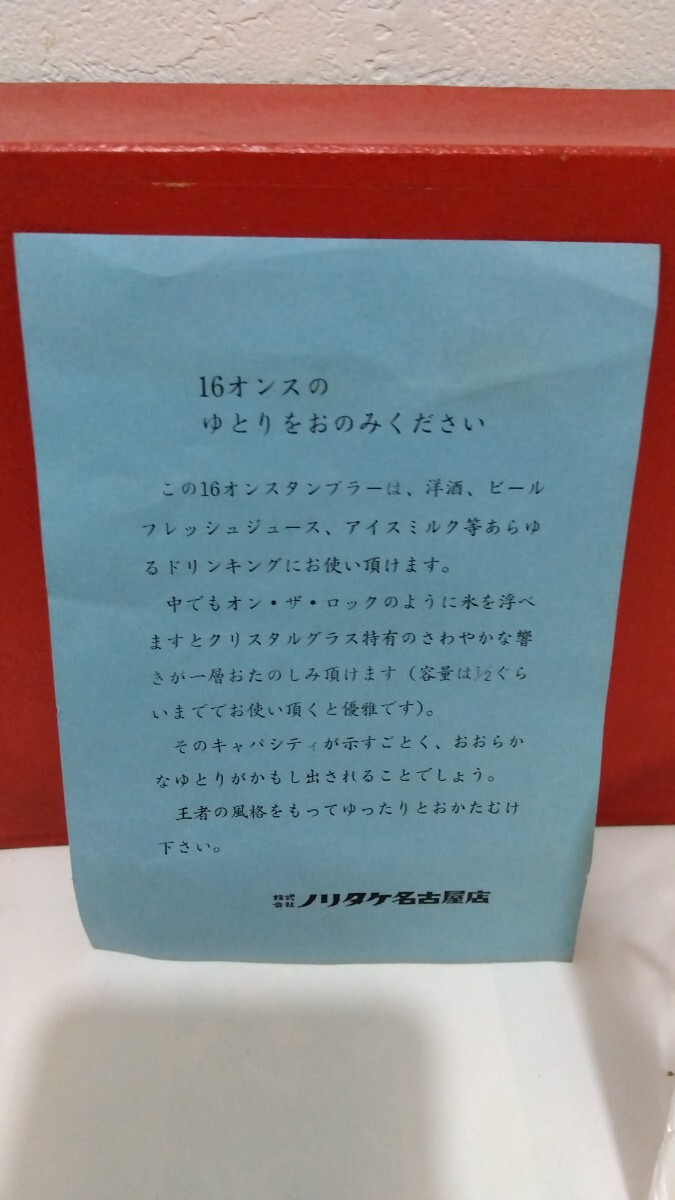 16オンスの
ゆとりをおのみください
この16オンスタンブラーは、洋酒、ビール
フレッシュジュース、アイスミルク等あらゆ
るドリンキングにお使い頂けます。
中でもオン・ザ・ロックのように氷を浮べ
ますとクリスタルグラス特有のさわやかな響
きが一層おたのしみ頂けます（容量は½ぐら
いまででお使い頂くと優雅です）。
そのキャパシティが示すごとく、おおらか
なゆとりがかもし出されることでしょう。
王者の風格をもってゆったりとおかたむけ
下さい。
株式会社 ノリタケ名古屋店